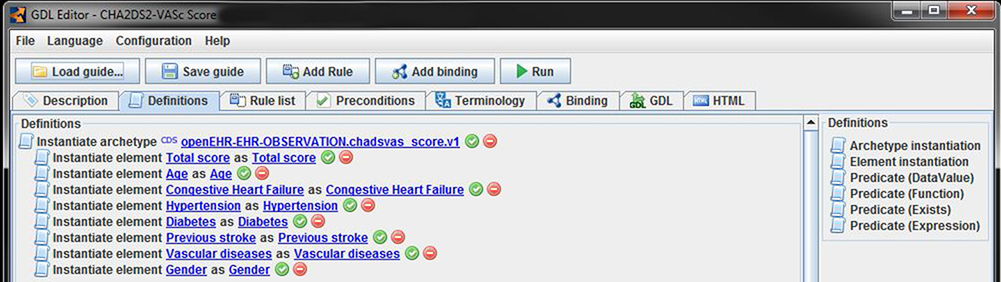 GDL Editor - CHA2DS2-VASc Score
File Language Configuration Help
Load guide... Save guide Add Rule Add binding Run
Description Definitions Rule list Preconditions Terminology Binding GDL HTML
Definitions
Instantiate archetype CDS openEHR-EHR-OBSERVATION.chadsvas_score.v1
Instantiate element Total score as Total score
Instantiate element Age as Age
Instantiate element Congestive Heart Failure as Congestive Heart Failure
Instantiate element Hypertension as Hypertension
Instantiate element Diabetes as Diabetes
Instantiate element Previous stroke as Previous stroke
Instantiate element Vascular diseases as Vascular diseases
Instantiate element Gender as Gender
Definitions
Archetype instantiation
Element instantiation
Predicate (DataValue)
Predicate (Function)
Predicate (Exists)
Predicate (Expression)